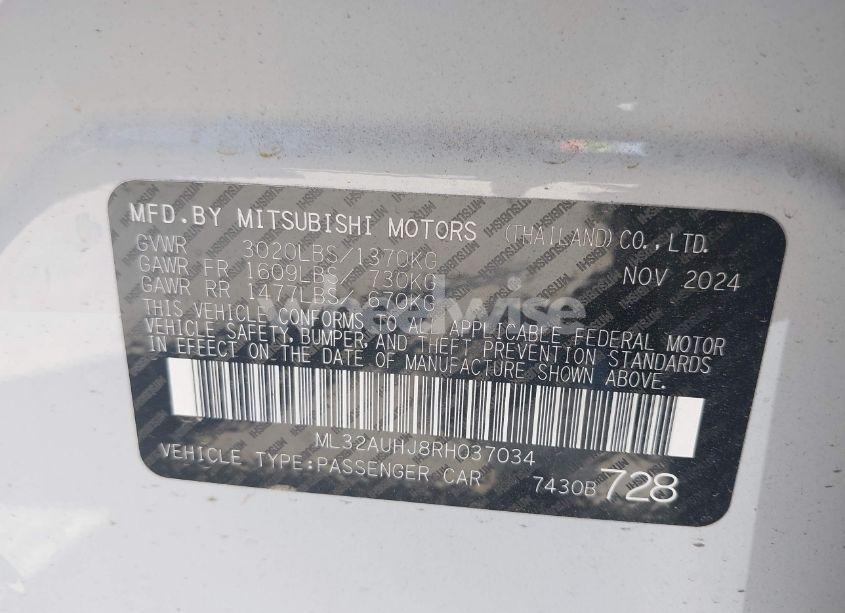 MFD.BY MITSUBISHI MOTORS (THAILAND)CO.,LTD.
GVWR 3020LBS/1370KG
GAWR FR 1609LBS/ 730KG NOV 2024
GAWR RR 1477LBS/ 670KG
THIS VEHICLE CONFORMS TO ALL APPLICABLE FEDERAL MOTOR
VEHICLE SAFETY, BUMPER, AND THEFT PREVENTION STANDARDS
IN EFFECT ON THE DATE OF MANUFACTURE SHOWN ABOVE.
wheelwise
ML32AUHJ8RH037034
VEHICLE TYPE:PASSENGER CAR 7430B 728